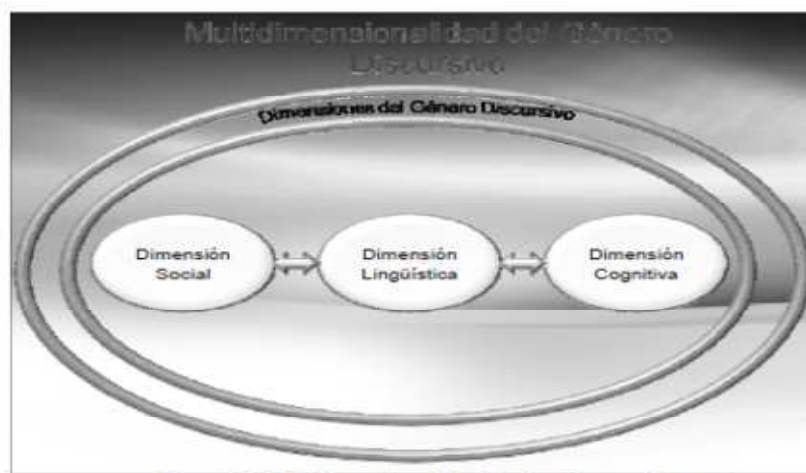 Multidimensionalidad del Género
Discursivo
Dimensiones del Género Discursivo
Dimensión
Social
Dimensión
Lingüística
Dimensión
Cognitiva